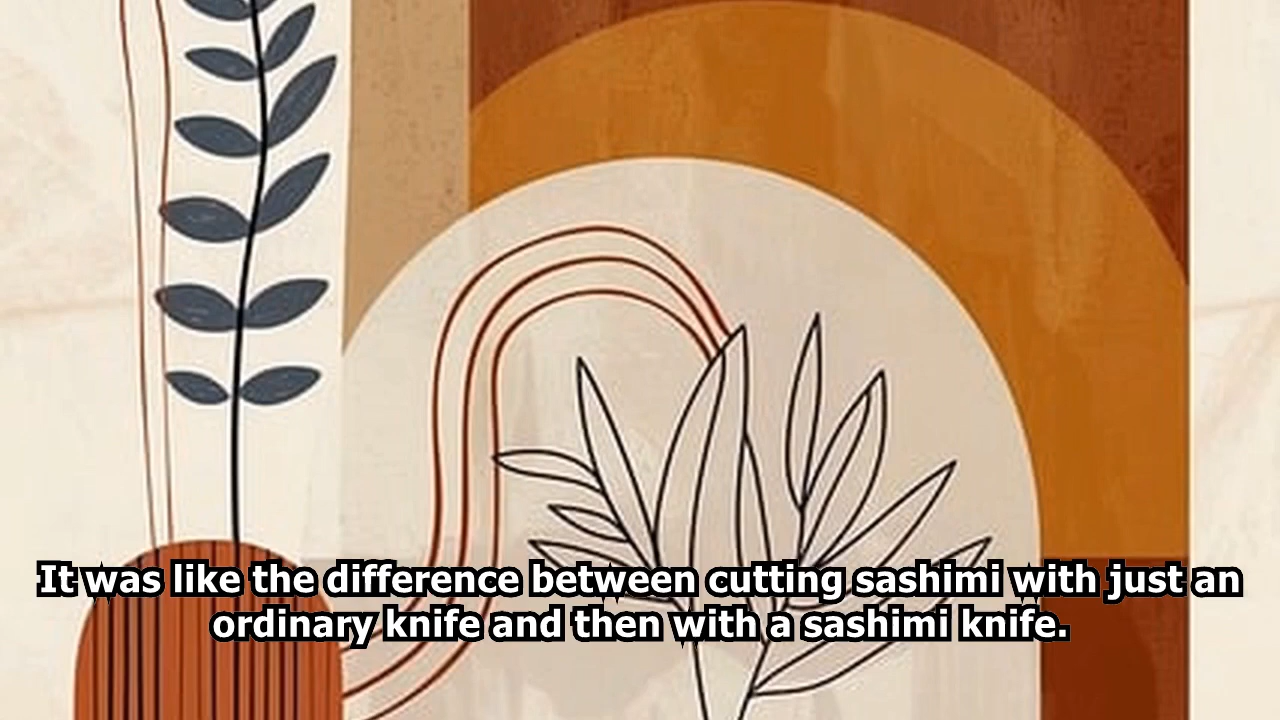 It was like the difference between cutting sashimi with just an
ordinary knife and then with a sashimi knife.